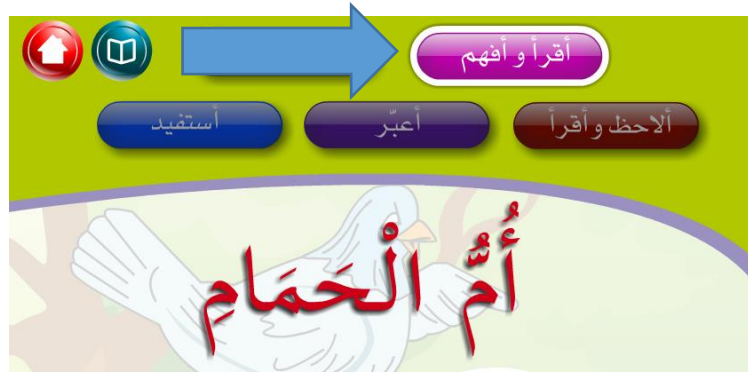 أقرأ و أفهم
ألاحظ وأقرأ
أعبّر
أستفيد
أُمُّ الْحَمَامِ